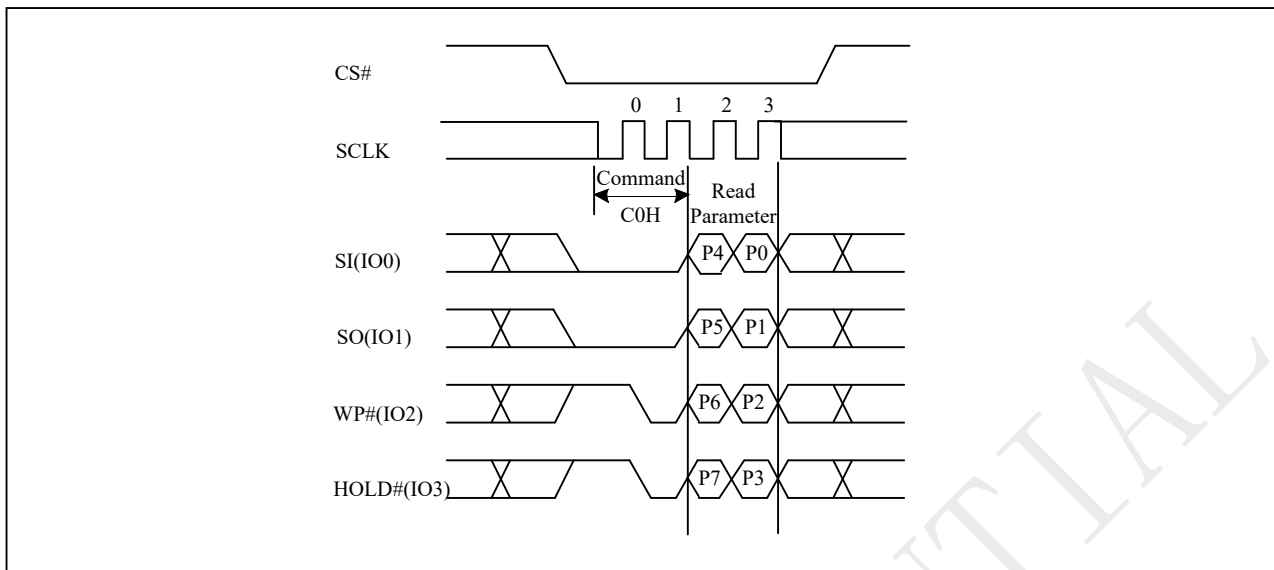 CS#
0 1 2 3
SCLK
Command
C0H
Read
Parameter
SI(IO0)
P4 P0
SO(IO1)
P5 P1
WP#(IO2)
P6 P2
HOLD#(IO3)
P7 P3
NTIAL